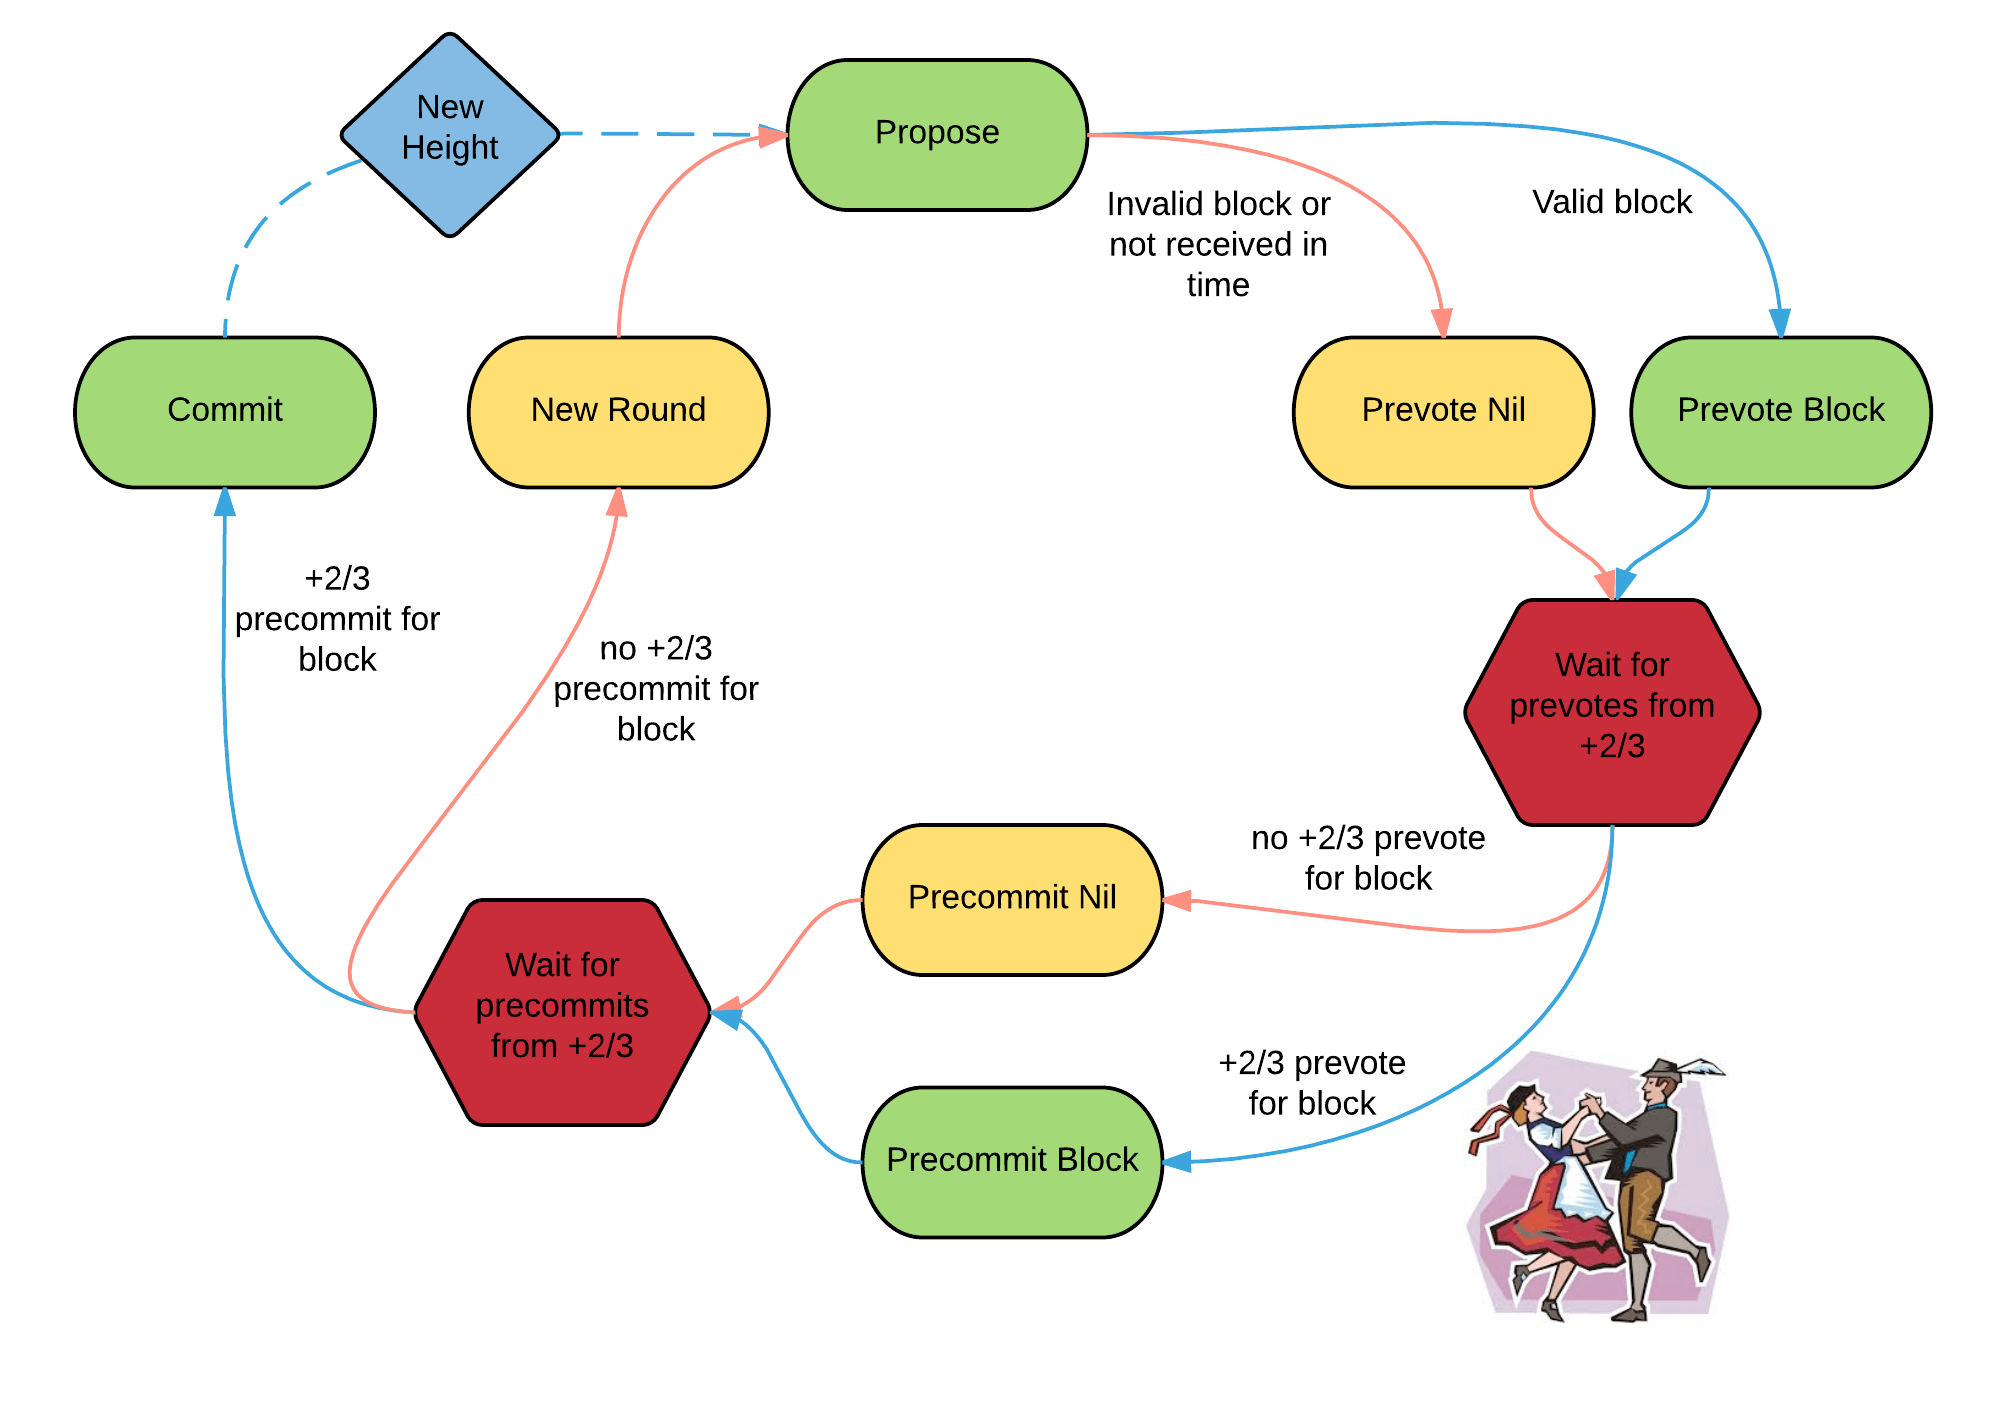 New
Height
Propose
Invalid block or
not received in
time
Valid block
Commit
New Round
Prevote Nil
Prevote Block
+2/3
precommit for
block
no +2/3
precommit for
block
Wait for
prevotes from
+2/3
no +2/3 prevote
for block
Precommit Nil
Wait for
precommits
from +2/3
+2/3 prevote
for block
Precommit Block